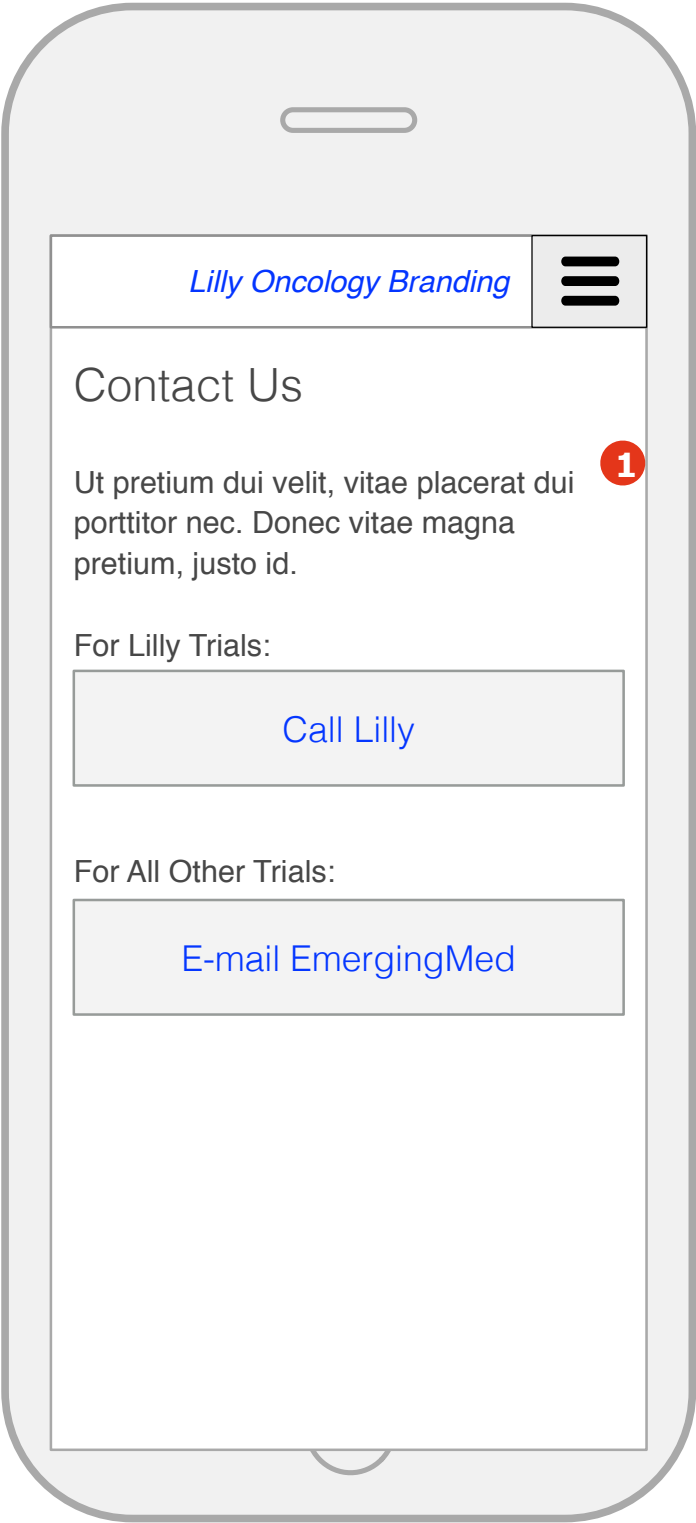 Lilly Oncology Branding
Contact Us
1
Ut pretium dui velit, vitae placerat dui
porttitor nec. Donec vitae magna
pretium, justo id.
For Lilly Trials:
Call Lilly
For All Other Trials:
E-mail EmergingMed